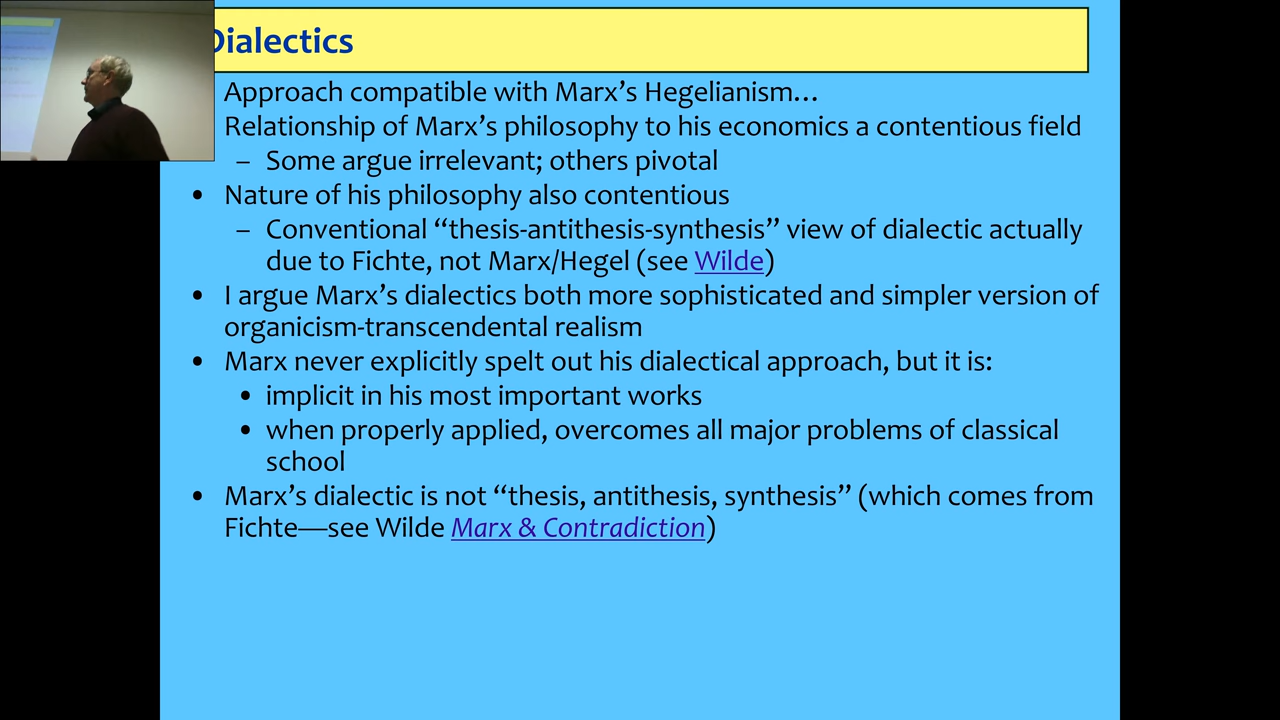 Dialectics
Approach compatible with Marx’s Hegelianism…
Relationship of Marx’s philosophy to his economics a contentious field
– Some argue irrelevant; others pivotal
• Nature of his philosophy also contentious
– Conventional “thesis-antithesis-synthesis” view of dialectic actually
due to Fichte, not Marx/Hegel (see Wilde)
• I argue Marx’s dialectics both more sophisticated and simpler version of
organicism-transcendental realism
• Marx never explicitly spelt out his dialectical approach, but it is:
• implicit in his most important works
• when properly applied, overcomes all major problems of classical
school
• Marx’s dialectic is not “thesis, antithesis, synthesis” (which comes from
Fichte—see Wilde Marx & Contradiction)